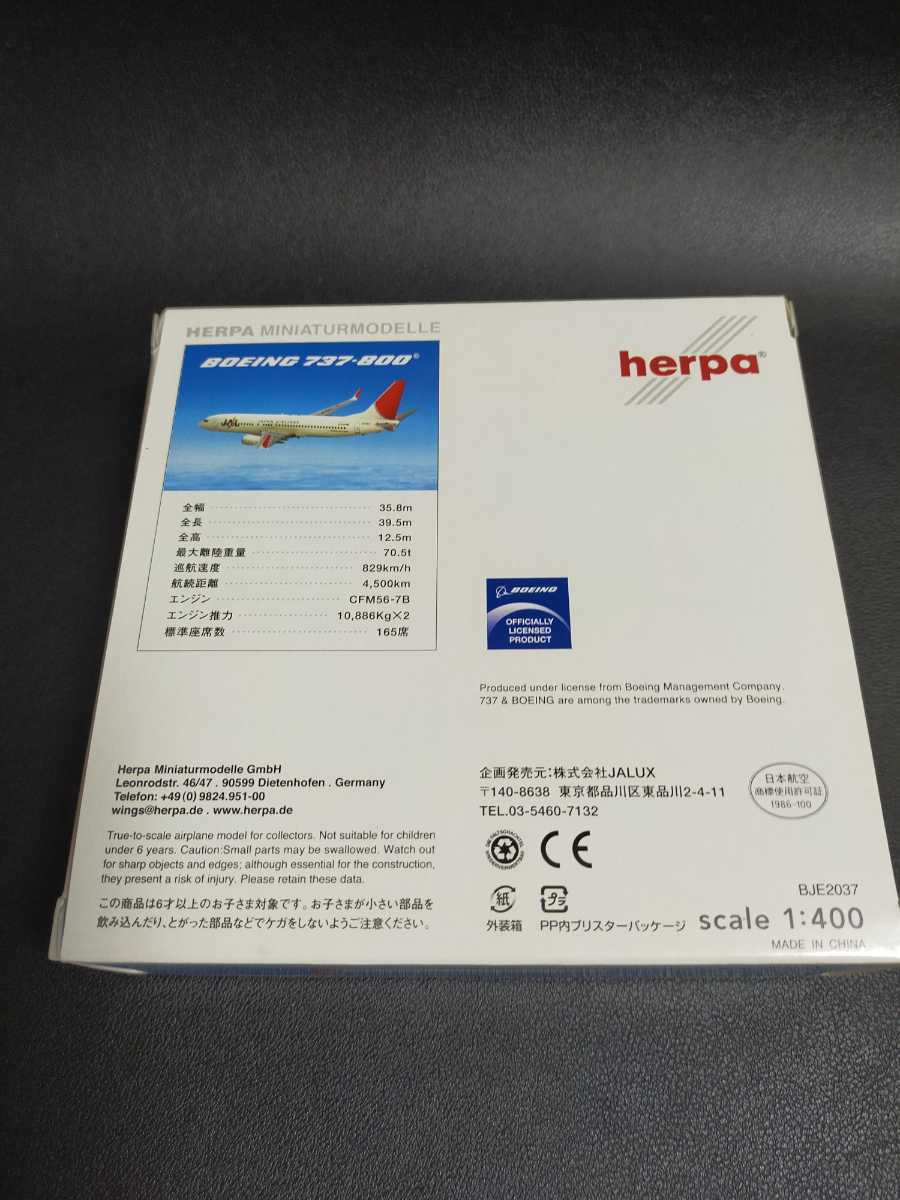 HERPA MINIATURMODELLE
BOEING 737-800®
JAL
herpa®
全幅 35.8m
全長 39.5m
全高 12.5m
最大離陸重量 70.5t
巡航速度 829km/h
航続距離 4,500km
エンジン CFM56-7B
エンジン推力 10,886Kg×2
標準座席数 165席
BOEING
OFFICIALLY
LICENSED
PRODUCT
Produced under license from Boeing Management Company.
737 & BOEING are among the trademarks owned by Boeing.
Herpa Miniaturmodelle GmbH
Leonrodstr. 46/47 . 90599 Dietenhofen . Germany
Telefon: +49(0) 9824.951-00
wings@herpa.de . www.herpa.de
True-to-scale airplane model for collectors. Not suitable for children
under 6 years. Caution:Small parts may be swallowed. Watch out
for sharp objects and edges; although essential for the construction,
they present a risk of injury. Please retain these data.
この商品は6才以上のお子さま対象です。お子さまが小さい部品を
飲み込んだり、とがった部品などでケガをしないようご注意ください。
企画発売元:株式会社JALUX
〒140-8638 東京都品川区東品川2-4-11
TEL.03-5460-7132
日本航空
商標使用許可証
1986-100
CE
紙
外装箱
プラ
PP内ブリスターパッケージ
BJE2037
scale 1:400
MADE IN CHINA